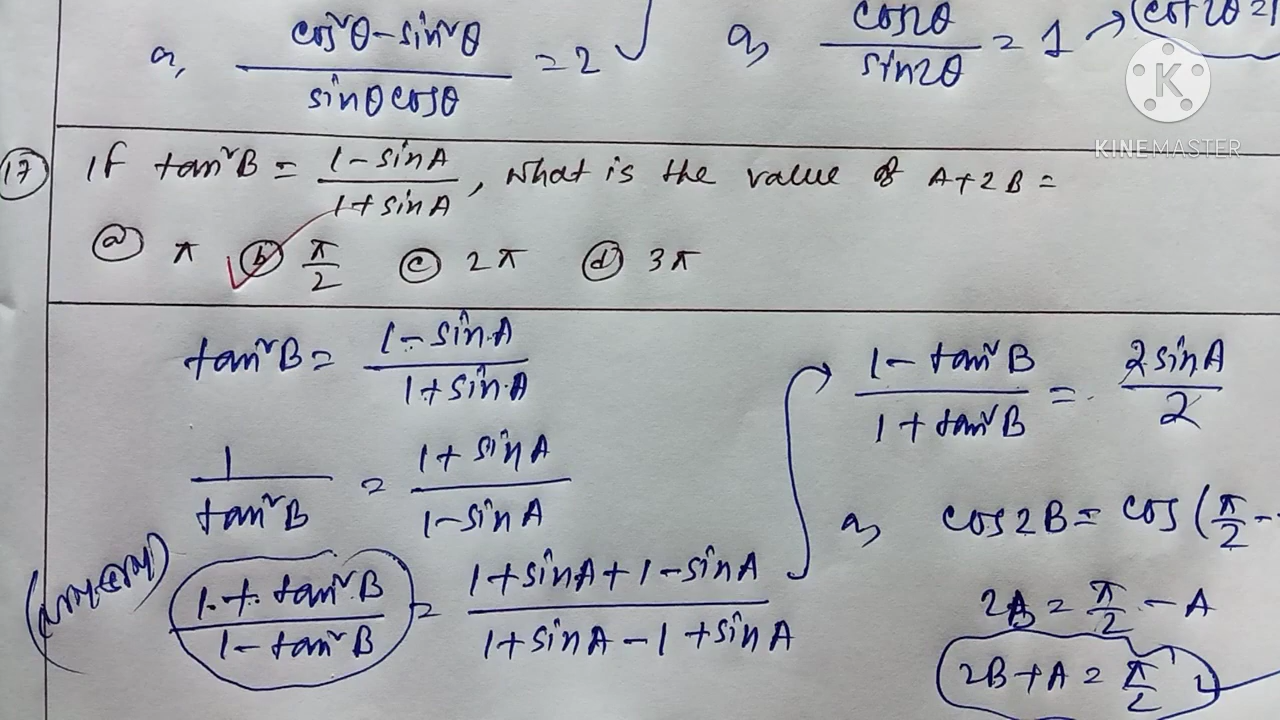 a, cos²θ-sin²θ / sinθcosθ = 2
a, cos2θ / sin2θ = 1 → (cot2θ=1
K
KINEMASTER
17 If tan²B = 1-sinA / 1+sinA, what is the value of A+2B =
(a) π (b) π/2 (c) 2π (d) 3π
tan²B = 1-sinA / 1+sinA
1 / tan²B = 1+sinA / 1-sinA
1+tan²B / 1-tan²B = 1+sinA+1-sinA / 1+sinA-1+sinA
1-tan²B / 1+tan²B = 2sinA / 2
a, cos2B = cos(π/2-
2B = π/2 - A
2B+A = π/2